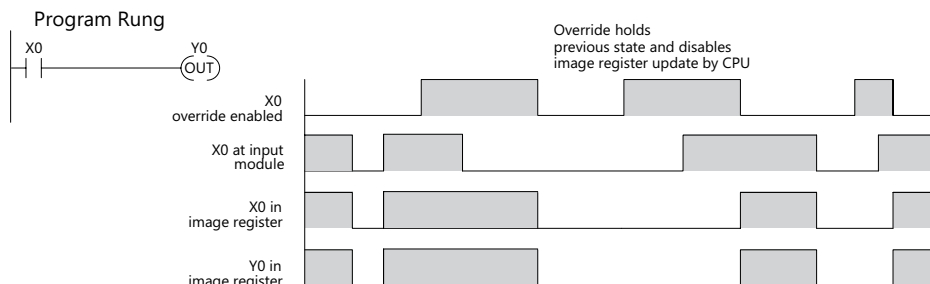 Program Rung
X0
Y0
OUT
Override holds
previous state and disables
image register update by CPU
X0
override enabled
X0 at input
module
X0 in
image register
Y0 in
image register